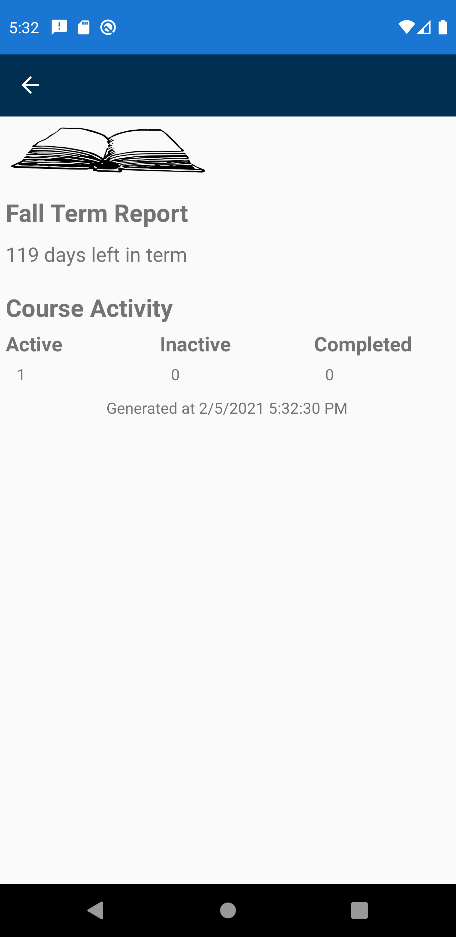 5:32
Fall Term Report
119 days left in term
Course Activity
Active Inactive Completed
1 0 0
Generated at 2/5/2021 5:32:30 PM